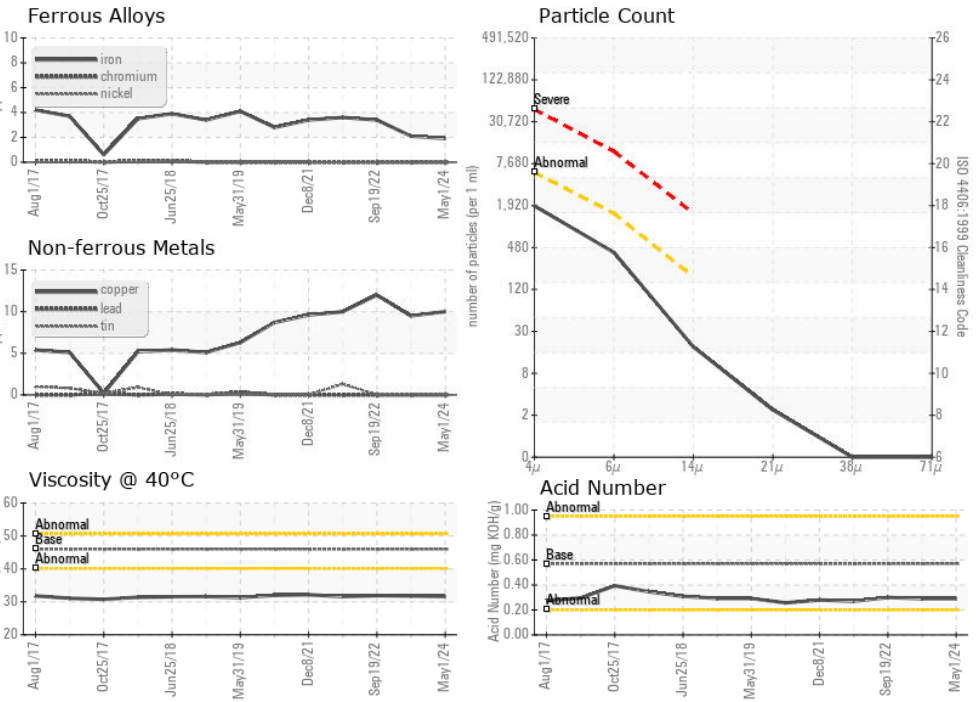 Ferrous Alloys
10
8
6
4
2
0
iron
chromium
nickel
Aug1/17
Oct25/17
Jun25/18
May31/19
Dec8/21
Sep19/22
May1/24
Non-ferrous Metals
15
10
5
0
copper
lead
tin
Aug1/17
Oct25/17
Jun25/18
May31/19
Dec8/21
Sep19/22
May1/24
Viscosity @ 40°C
60
50
40
30
20
Abnormal
Base
Abnormal
Aug1/17
Oct25/17
Jun25/18
May31/19
Dec8/21
Sep19/22
May1/24
Particle Count
number of particles (per 1 ml)
491,520
122,880
30,720
7,680
1,920
480
120
30
8
2
0
Severe
Abnormal
26
24
22
20
18
16
14
12
10
8
6
ISO 4406:1999 Cleanliness Code
4µ
6µ
14µ
21µ
38µ
71µ
Acid Number
Acid Number (mg KOH/g)
1.00
0.80
0.60
0.40
0.20
0.00
Abnormal
Base
Abnormal
Aug1/17
Oct25/17
Jun25/18
May31/19
Dec8/21
Sep19/22
May1/24